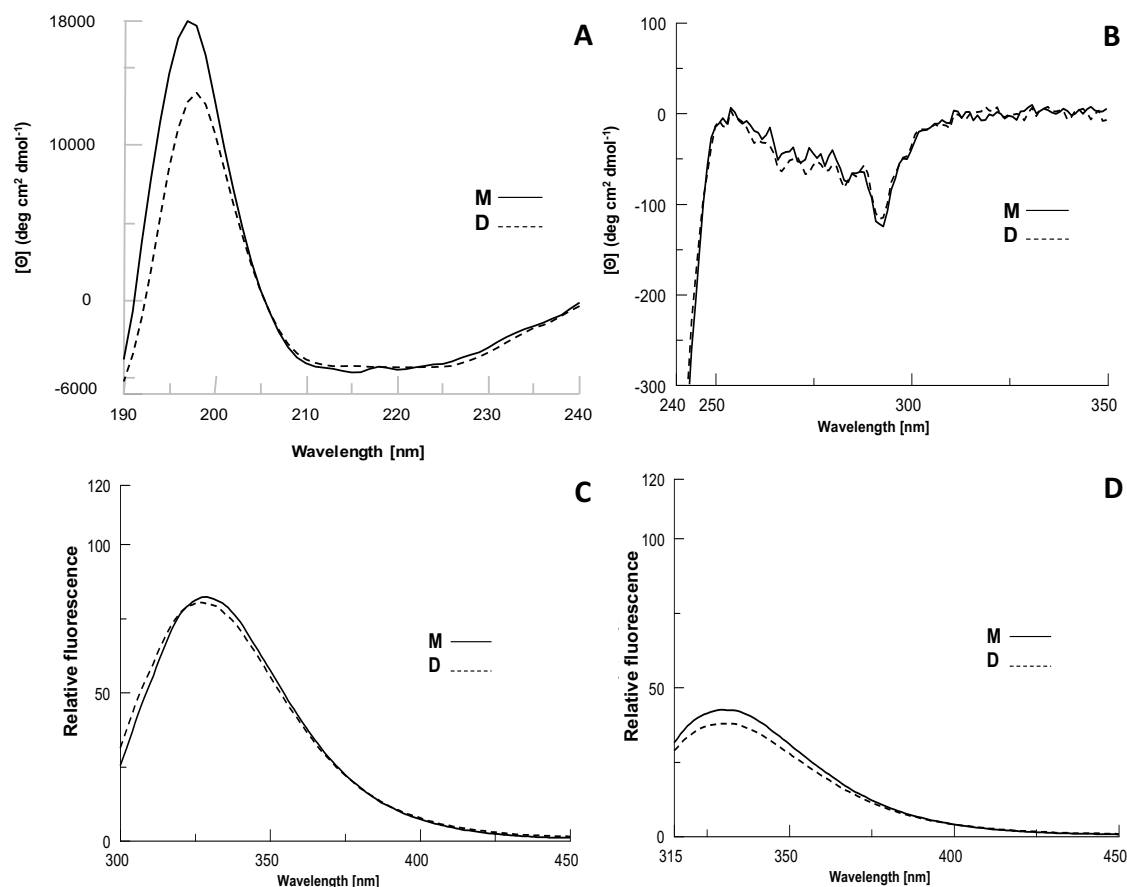 A
18000
10000
0
-6000
[Θ] (deg cm² dmol⁻¹)
M
D
190 200 210 220 230 240
Wavelength [nm]
B
100
0
-100
-200
-300
[Θ] (deg cm² dmol⁻¹)
M
D
240 250 300 350
Wavelength [nm]
C
120
100
50
0
Relative fluorescence
M
D
300 350 400 450
Wavelength [nm]
D
120
100
50
0
Relative fluorescence
M
D
315 350 400 450
Wavelength [nm]